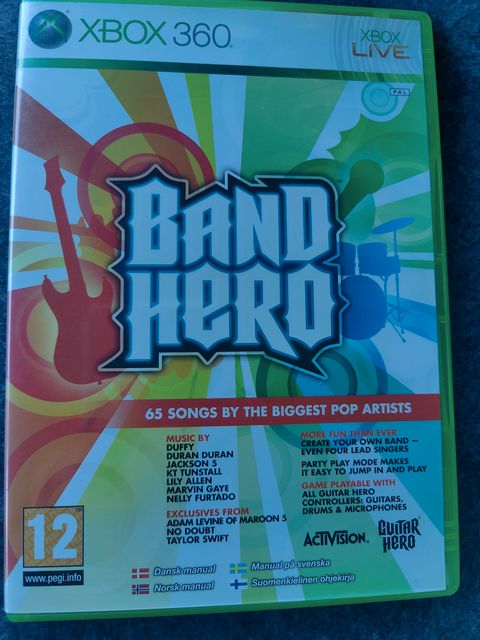 XBOX 360
XBOX
LIVE
PAL
BAND
HERO
TM
65 SONGS BY THE BIGGEST POP ARTISTS
MUSIC BY
DUFFY
DURAN DURAN
JACKSON 5
KT TUNSTALL
LILY ALLEN
MARVIN GAYE
NELLY FURTADO
EXCLUSIVES FROM
ADAM LEVINE OF MAROON 5
NO DOUBT
TAYLOR SWIFT
MORE FUN THAN EVER
CREATE YOUR OWN BAND –
EVEN FOUR LEAD SINGERS
PARTY PLAY MODE MAKES
IT EASY TO JUMP IN AND PLAY
GAME PLAYABLE WITH
ALL GUITAR HERO
CONTROLLERS: GUITARS,
DRUMS & MICROPHONES
ACTIVISION.
GUITAR
HERO
12
www.pegi.info
Dansk manual
Norsk manual
Manual på svenska
Suomenkielinen ohjekirja